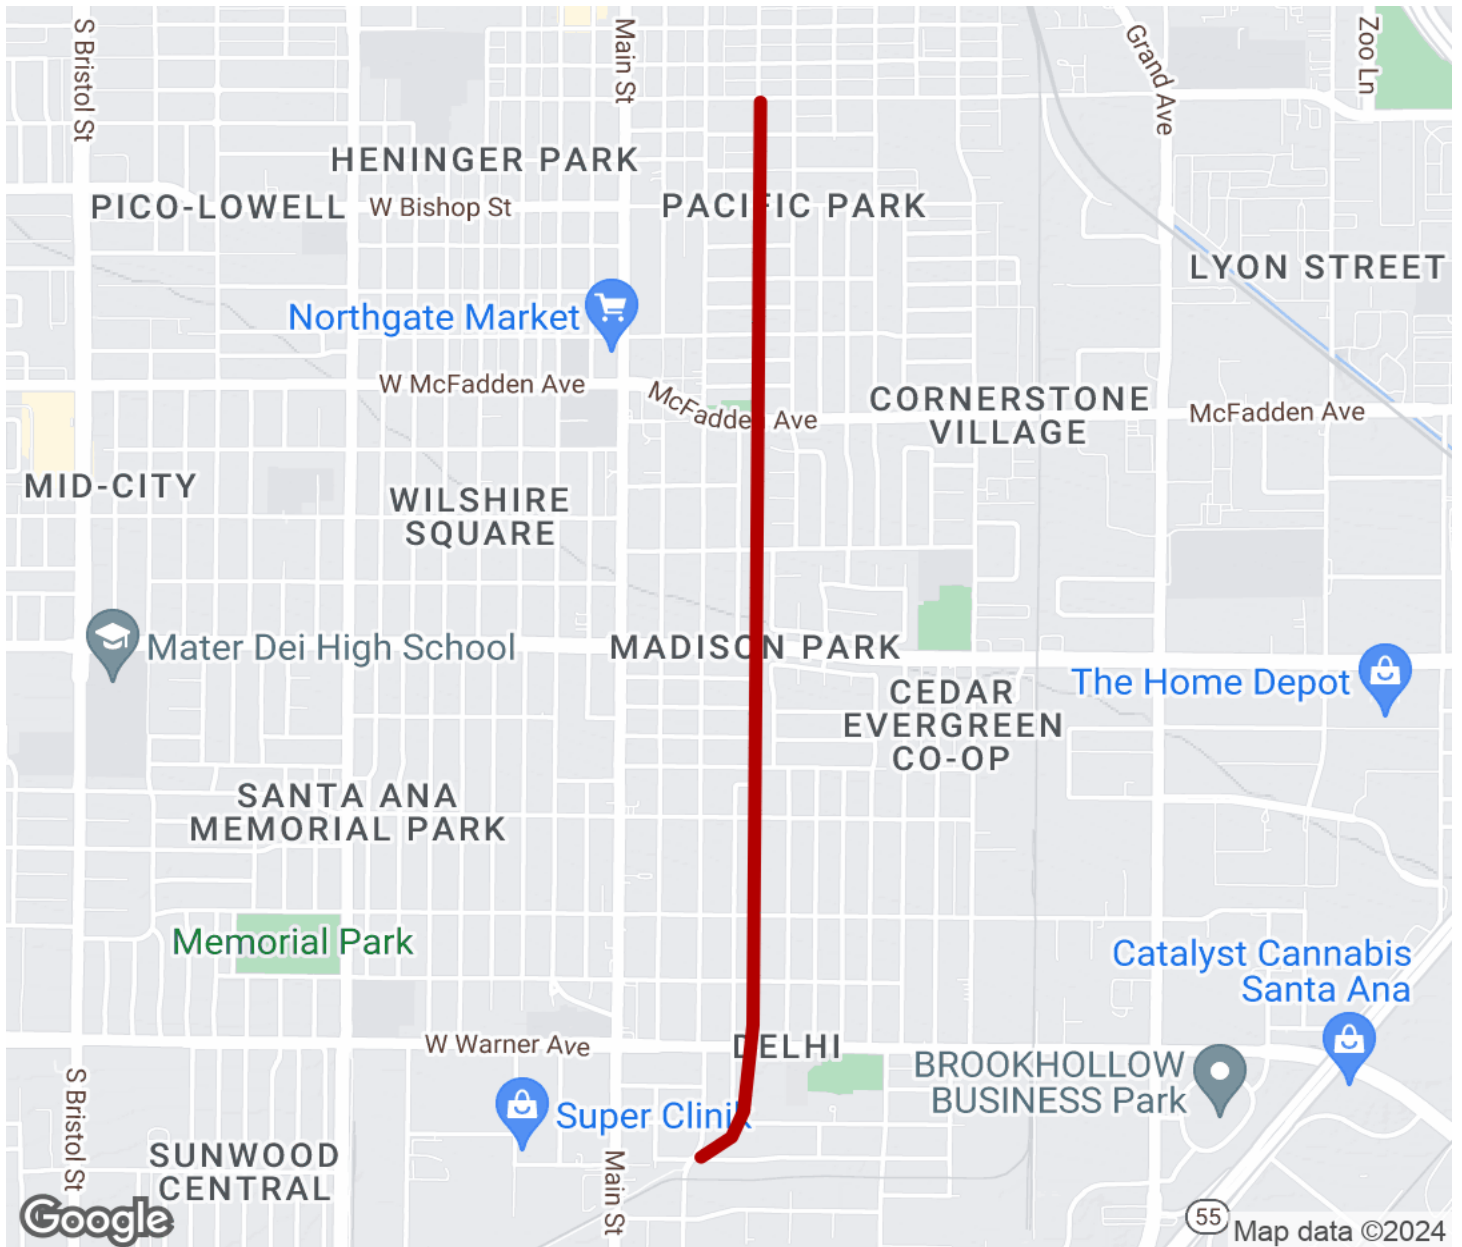 S Bristol St
Main St
Grand Ave
Zoo Ln
HENINGER PARK
PICO-LOWELL
W Bishop St
PACIFIC PARK
LYON STREET
Northgate Market
W McFadden Ave
McFadden Ave
CORNERSTONE
VILLAGE
McFadden Ave
MID-CITY
WILSHIRE
SQUARE
Mater Dei High School
MADISON PARK
The Home Depot
CEDAR
EVERGREEN
CO-OP
SANTA ANA
MEMORIAL PARK
Memorial Park
Catalyst Cannabis
Santa Ana
W Warner Ave
DELHI
BROOKHOLLOW
BUSINESS Park
S Bristol St
Super Clinik
SUNWOOD
CENTRAL
Main St
55
Google
Map data ©2024